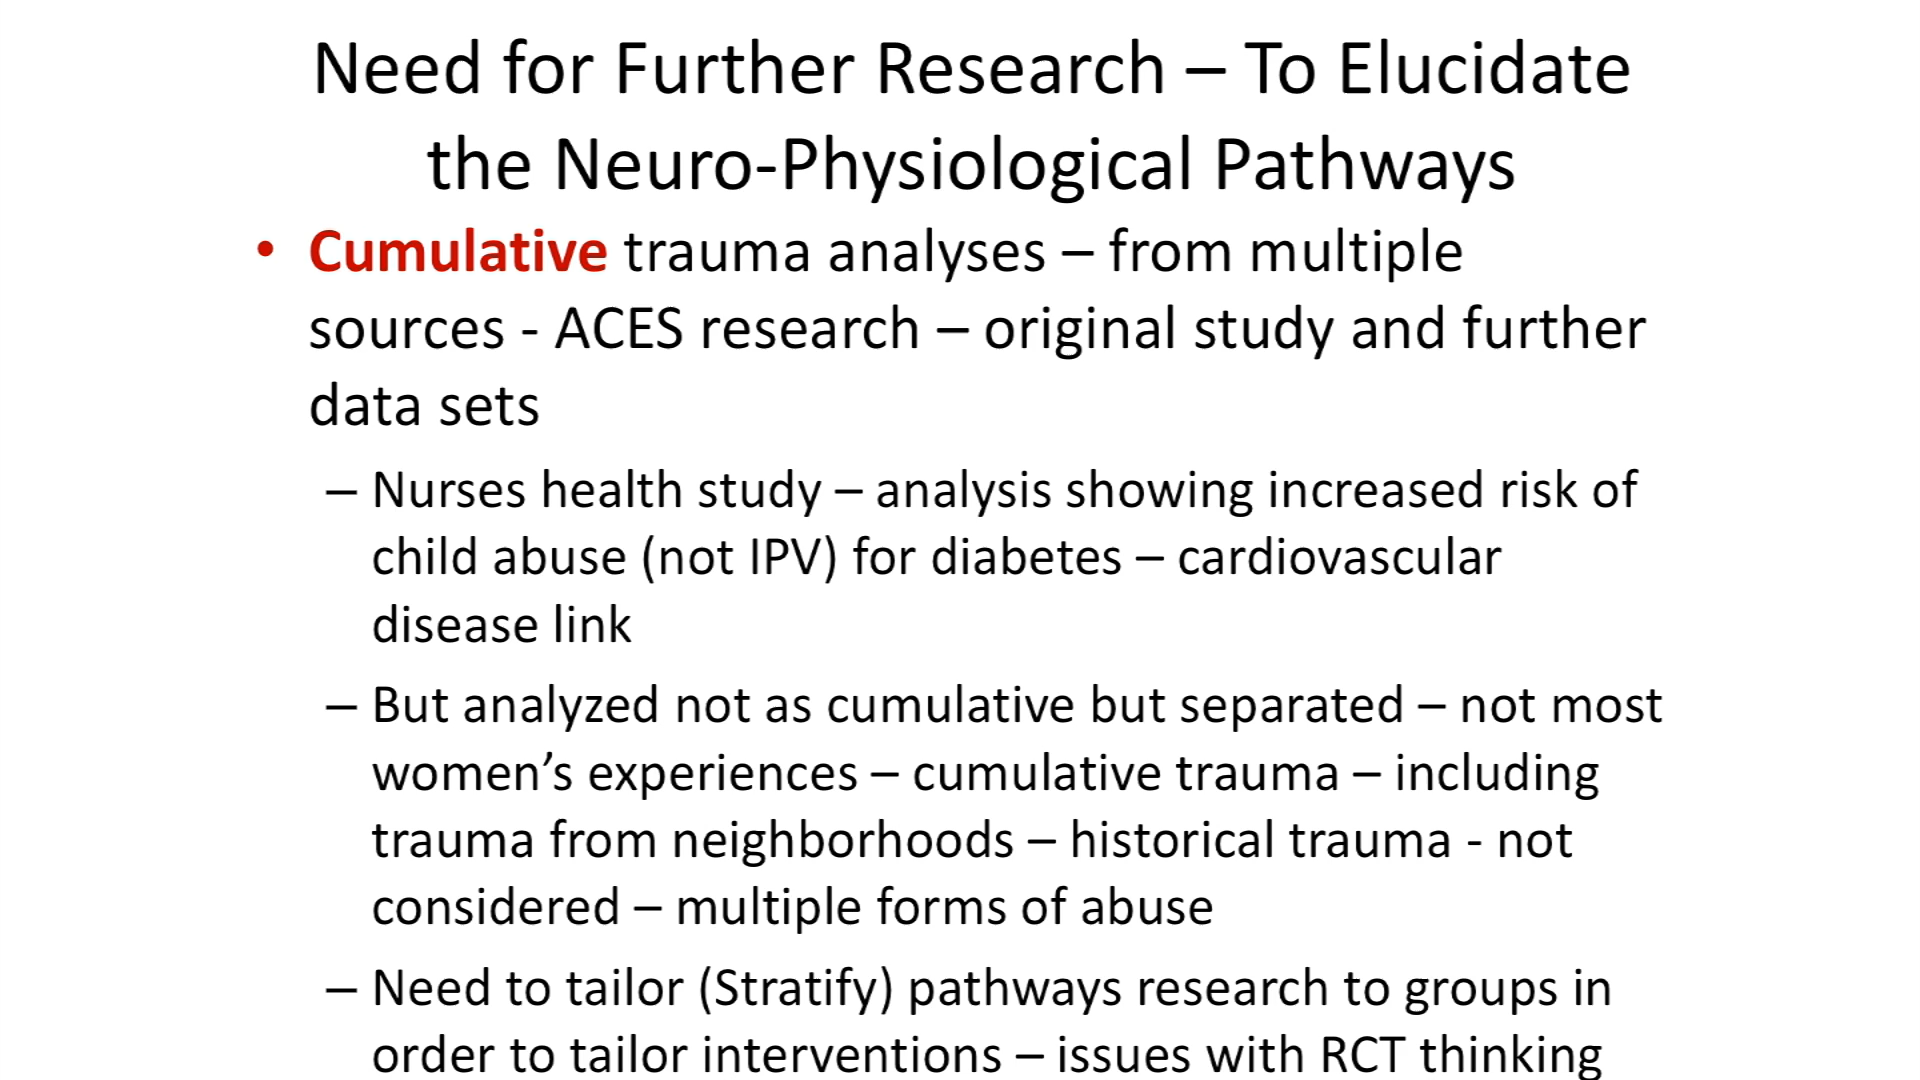 Need for Further Research – To Elucidate
the Neuro-Physiological Pathways
• Cumulative trauma analyses – from multiple
sources - ACES research – original study and further
data sets
– Nurses health study – analysis showing increased risk of
child abuse (not IPV) for diabetes – cardiovascular
disease link
– But analyzed not as cumulative but separated – not most
women’s experiences – cumulative trauma – including
trauma from neighborhoods – historical trauma - not
considered – multiple forms of abuse
– Need to tailor (Stratify) pathways research to groups in
order to tailor interventions – issues with RCT thinking